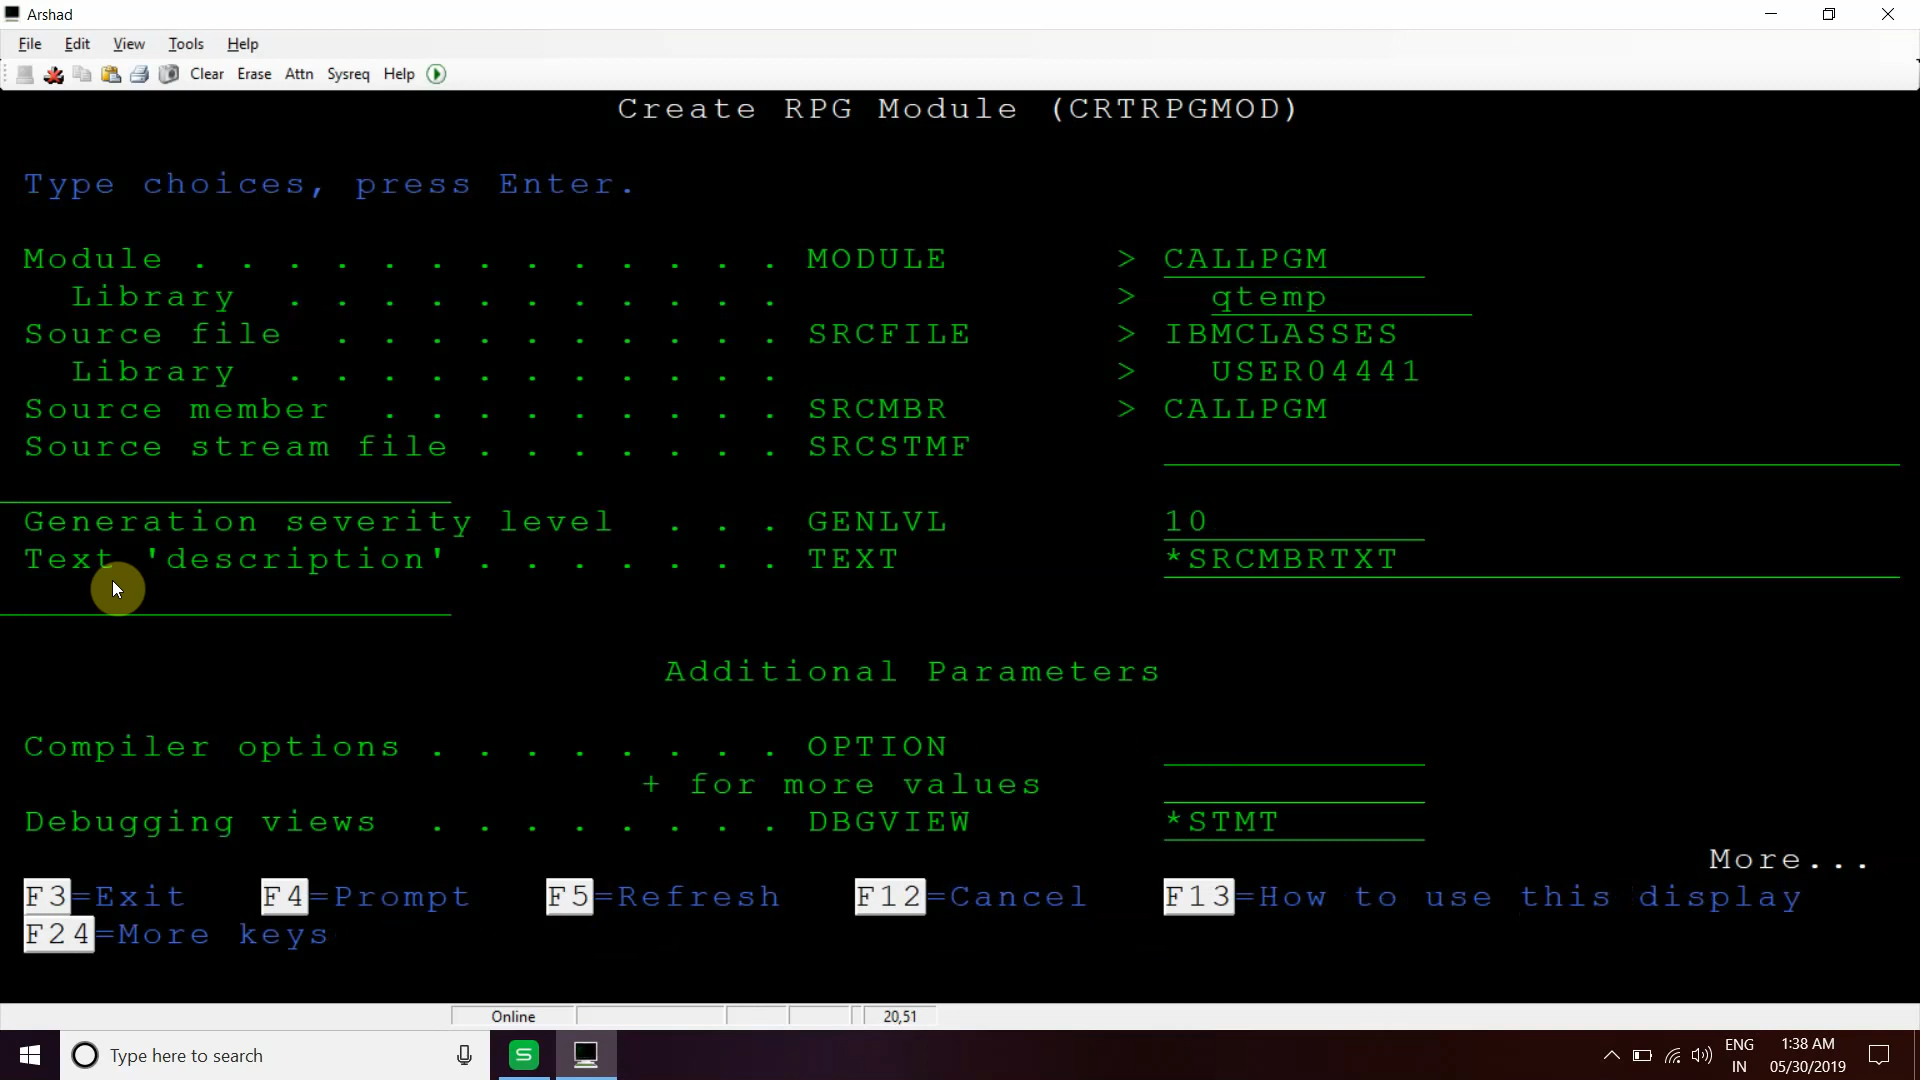 Arshad
File Edit View Tools Help
Clear Erase Attn Sysreq Help
Create RPG Module (CRTRPGMOD)
Type choices, press Enter.
Module . . . . . . . . . . . . . MODULE > CALLPGM
Library . . . . . . . . . . . > qtemp
Source file . . . . . . . . . . SRCFILE > IBMCLASSES
Library . . . . . . . . . . . > USER04441
Source member . . . . . . . . . SRCMBR > CALLPGM
Source stream file . . . . . . . SRCSTMF
Generation severity level . . . GENLVL 10
Text 'description' . . . . . . . TEXT *SRCMBRTXT
Additional Parameters
Compiler options . . . . . . . . OPTION
+ for more values
Debugging views . . . . . . . . DBGVIEW *STMT
More...
F3=Exit F4=Prompt F5=Refresh F12=Cancel F13=How to use this display
F24=More keys
Online 20,51
Type here to search
S
ENG 1:38 AM
IN 05/30/2019